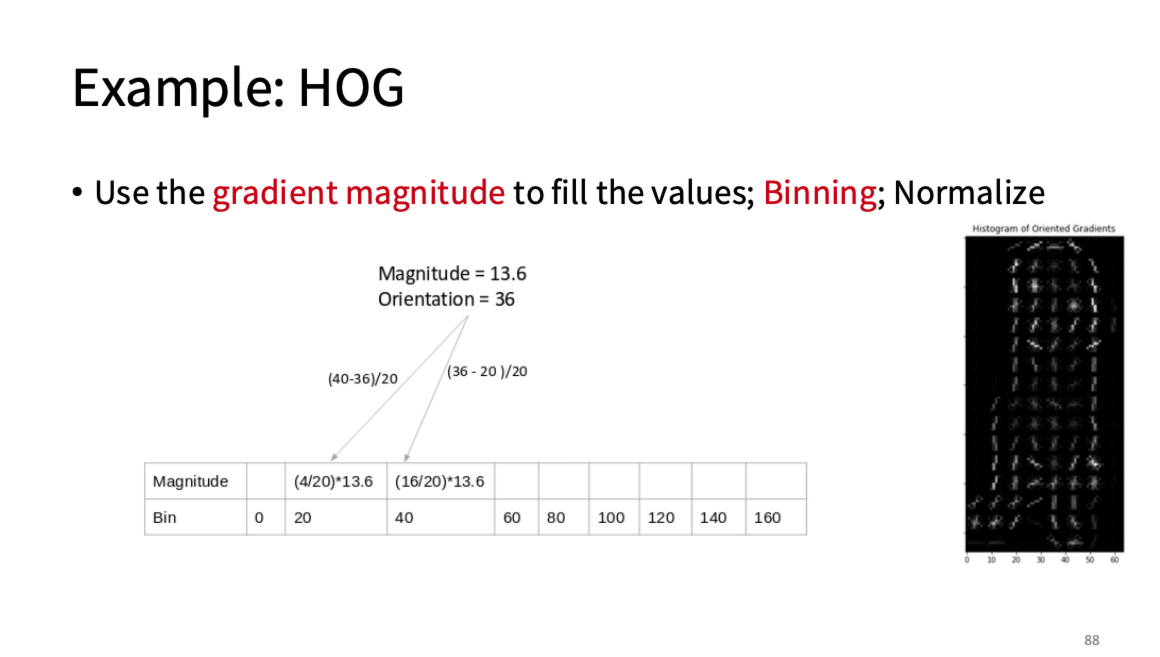 Example: HOG
• Use the gradient magnitude to fill the values; Binning; Normalize
Histogram of Oriented Gradients
Magnitude = 13.6
Orientation = 36
(40-36)/20
(36 - 20 )/20
Magnitude (4/20)*13.6 (16/20)*13.6
Bin 0 20 40 60 80 100 120 140 160
0 10 20 30 40 50 60
88